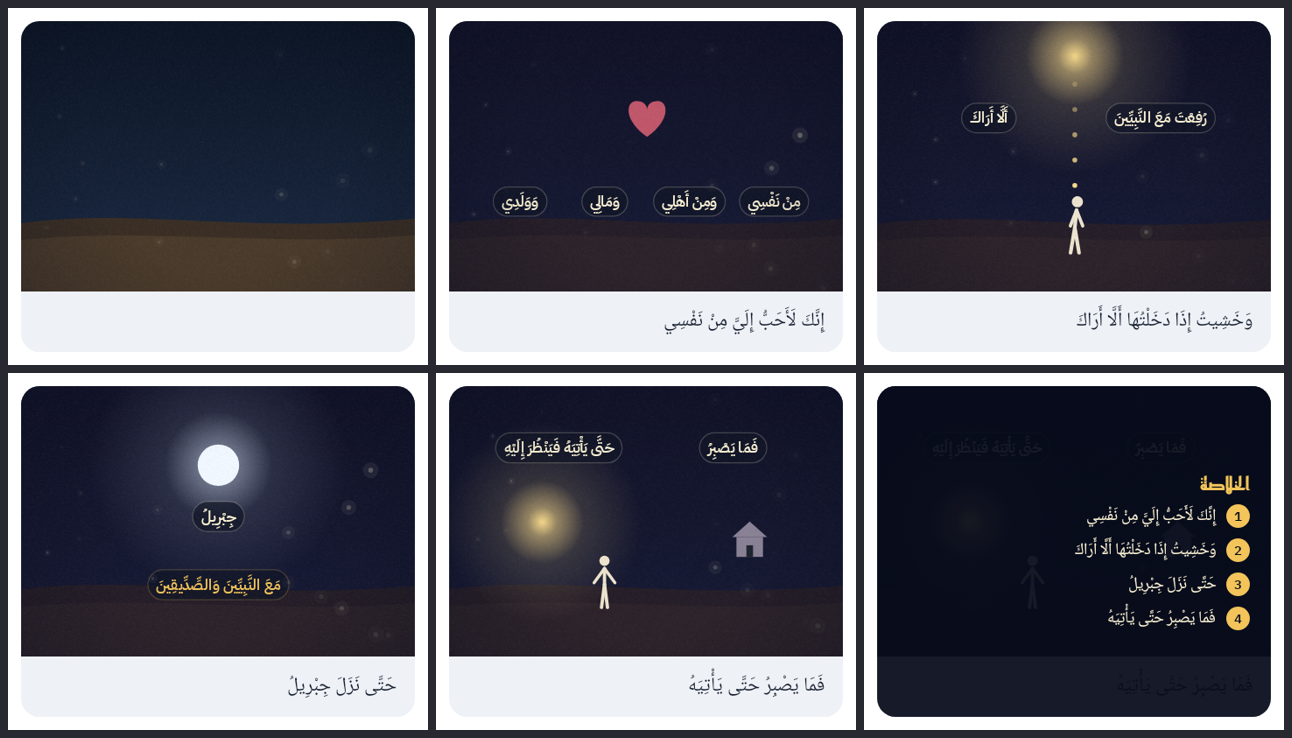 مِنْ نَفْسِي
وَمِنْ أَهْلِي
وَمَالِي
وَوَلَدِي
إِنَّكَ لَأَحَبُّ إِلَيَّ مِنْ نَفْسِي
رُفِعْتَ مَعَ النَّبِيِّينَ
أَلَّا أَرَاكَ
وَخَشِيتُ إِذَا دَخَلْتُهَا أَلَّا أَرَاكَ
جِبْرِيلُ
مَعَ النَّبِيِّينَ وَالصِّدِّيقِينَ
حَتَّى نَزَلَ جِبْرِيلُ
فَمَا يَصْبِرُ
حَتَّى يَأْتِيَهُ فَيَنْظُرَ إِلَيْهِ
فَمَا يَصْبِرُ حَتَّى يَأْتِيَهُ
فَمَا يَصْبِرُ
حَتَّى يَأْتِيَهُ فَيَنْظُرَ إِلَيْهِ
الخلاصة
1 إِنَّكَ لَأَحَبُّ إِلَيَّ مِنْ نَفْسِي
2 وَخَشِيتُ إِذَا دَخَلْتُهَا أَلَّا أَرَاكَ
3 حَتَّى نَزَلَ جِبْرِيلُ
4 فَمَا يَصْبِرُ حَتَّى يَأْتِيَهُ
فَمَا يَصْبِرُ حَتَّى يَأْتِيَهُ